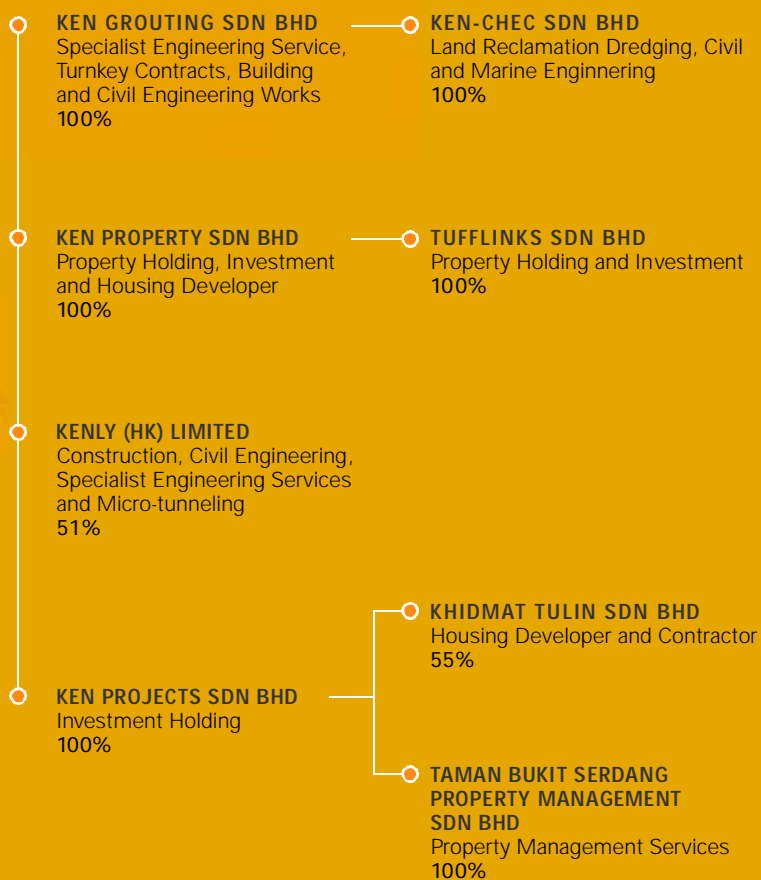 KEN GROUTING SDN BHD
Specialist Engineering Service,
Turnkey Contracts, Building
and Civil Engineering Works
100%
KEN-CHEC SDN BHD
Land Reclamation Dredging, Civil
and Marine Enginnering
100%
KEN PROPERTY SDN BHD
Property Holding, Investment
and Housing Developer
100%
TUFFLINKS SDN BHD
Property Holding and Investment
100%
KENLY (HK) LIMITED
Construction, Civil Engineering,
Specialist Engineering Services
and Micro-tunneling
51%
KEN PROJECTS SDN BHD
Investment Holding
100%
KHIDMAT TULIN SDN BHD
Housing Developer and Contractor
55%
TAMAN BUKIT SERDANG
PROPERTY MANAGEMENT
SDN BHD
Property Management Services
100%